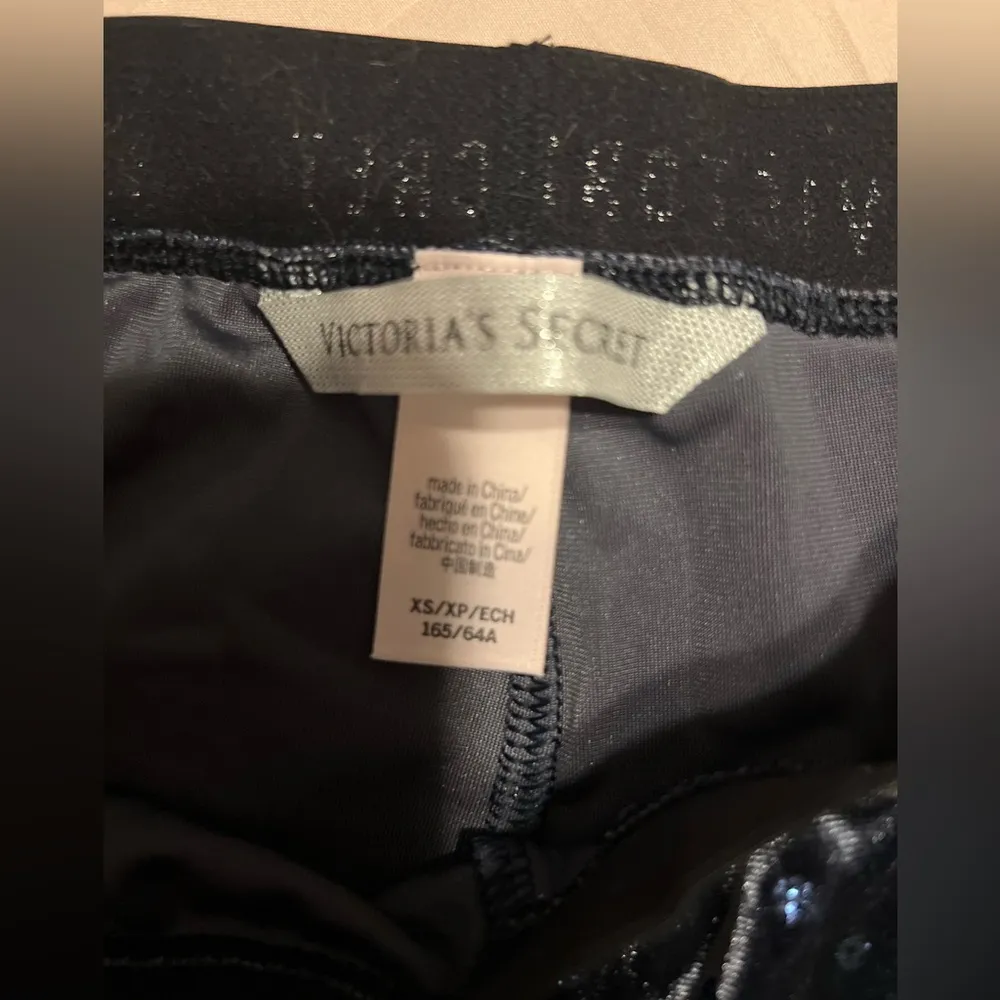 VICTORIA'S SECRET
made in China/
fabriqué en Chine/
hecho en China/
fabbricato in Cina/
中国制造
XS/XP/ECH
165/64A